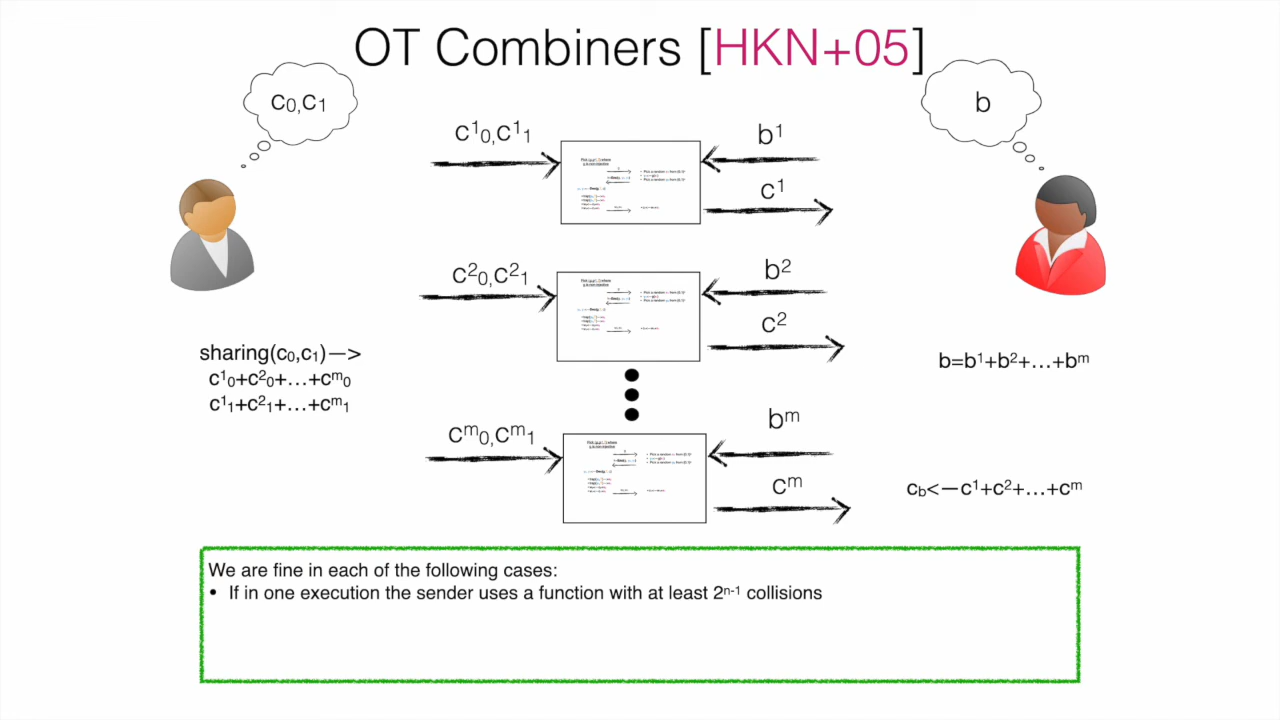 OT Combiners [HKN+05]
c₀,c₁
b
c¹₀,c¹₁
b¹
c¹
c²₀,c²₁
b²
c²
sharing(c₀,c₁)—>
c¹₀+c²₀+…+cᵐ₀
c¹₁+c²₁+…+cᵐ₁
b=b¹+b²+…+bᵐ
cᵐ₀,cᵐ₁
bᵐ
cᵐ
c_b<—c¹+c²+…+cᵐ
We are fine in each of the following cases:
• If in one execution the sender uses a function with at least 2ⁿ⁻¹ collisions